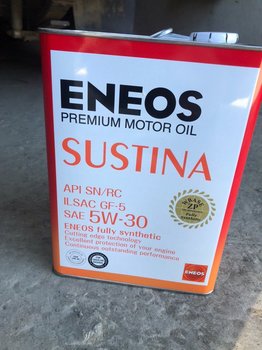 ENEOS
PREMIUM MOTOR OIL
SUSTINA
API SN/RC
ILSAC GF-5
SAE 5W-30
ENEOS fully synthetic
Cutting edge technology
Excellent protection of your engine
Continuous outstanding performance
ZP
ENEOS